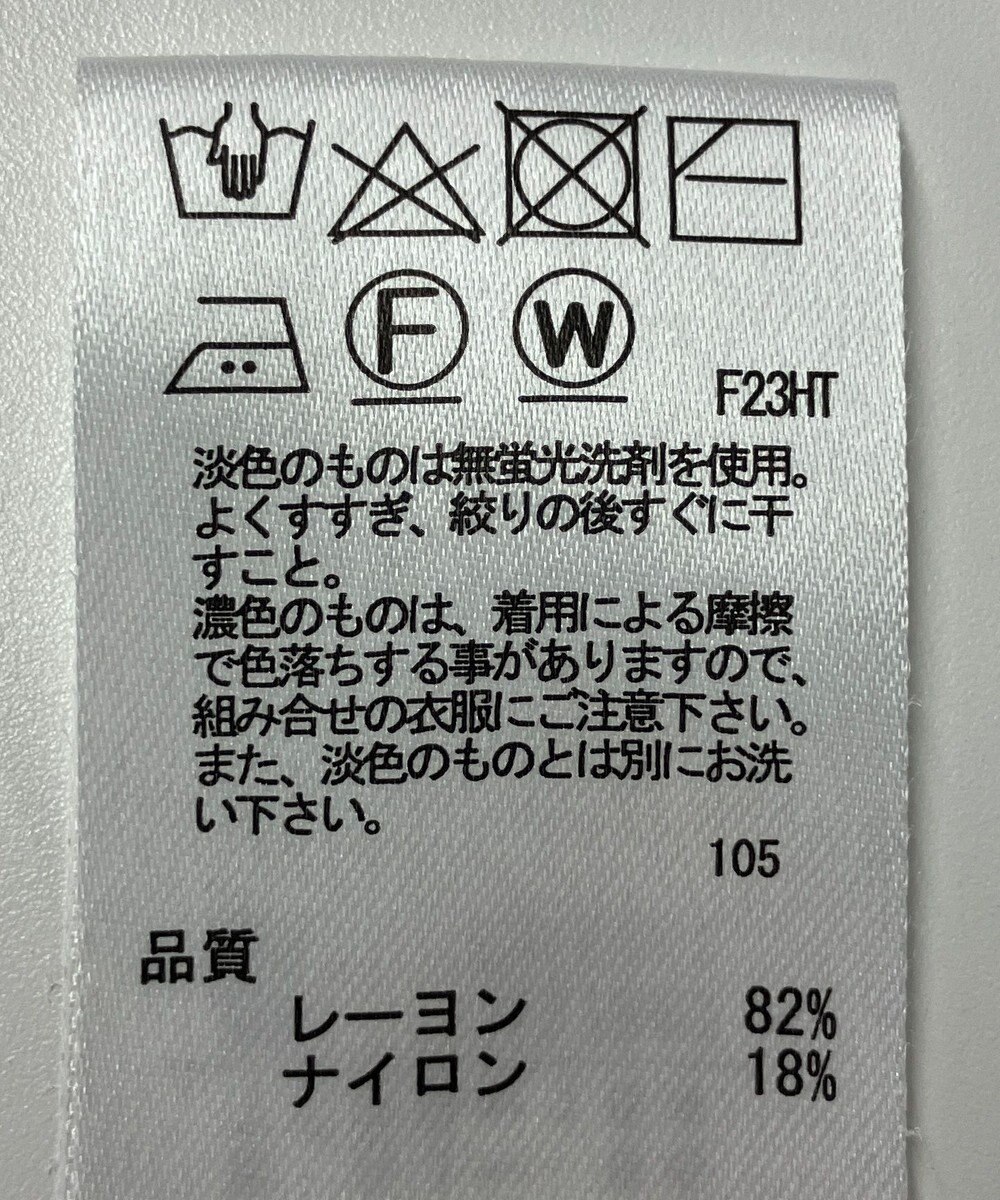 F
W
F23HT
淡色のものは無蛍光洗剤を使用。
よくすすぎ、絞りの後すぐに干
すこと。
濃色のものは、着用による摩擦
で色落ちする事がありますので、
組み合せの衣服にご注意下さい。
また、淡色のものとは別にお洗
い下さい。
105
品質
レーヨン 82%
ナイロン 18%